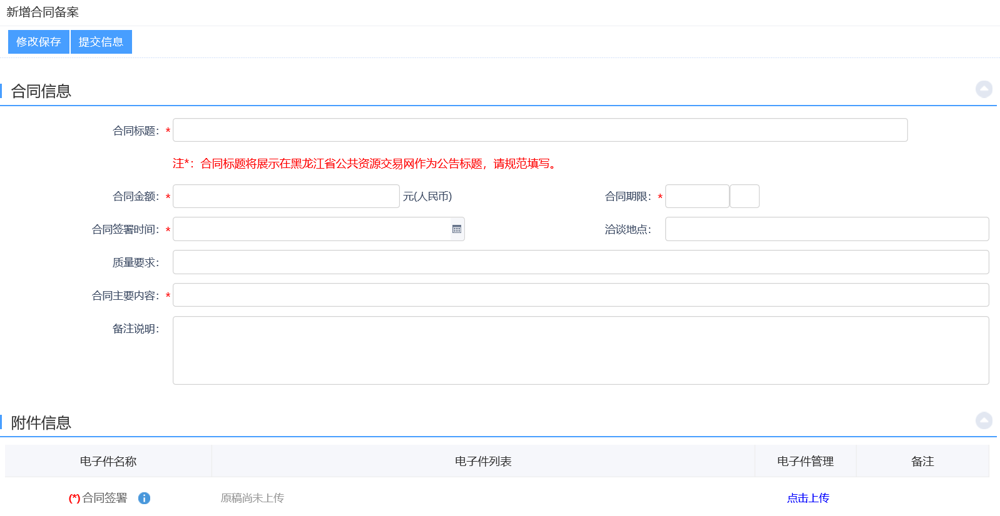 新增合同备案
修改保存 提交信息
合同信息
合同标题：*
注*：合同标题将展示在黑龙江省公共资源交易网作为公告标题，请规范填写。
合同金额：* 元(人民币) 合同期限：*
合同签署时间：* 洽谈地点：
质量要求：
合同主要内容：*
备注说明：
附件信息
电子件名称 电子件列表 电子件管理 备注
(*)合同签署 原稿尚未上传 点击上传